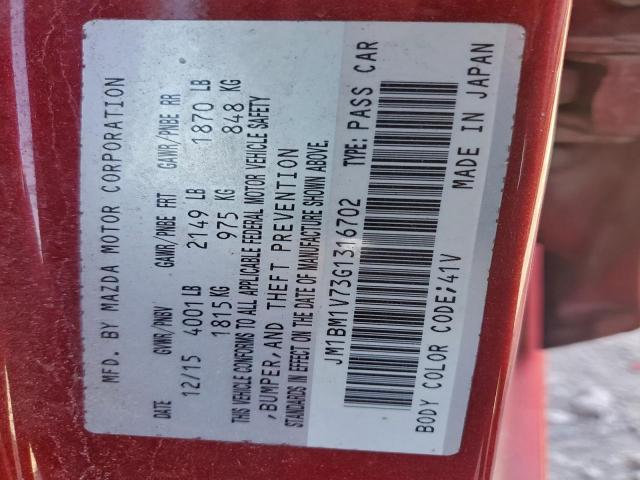 MFD. BY MAZDA MOTOR CORPORATION
DATE GVWR/PNBV GAWR/PNBE FRT GAWR/PNBE RR
12/15 4001 LB 2149 LB 1870 LB
1815 KG 975 KG 848 KG
THIS VEHICLE CONFORMS TO ALL APPLICABLE FEDERAL MOTOR VEHICLE SAFETY
,BUMPER,AND THEFT PREVENTION
STANDARDS IN EFFECT ON THE DATE OF MANUFACTURE SHOWN ABOVE.
JM1BM1V73G1316702 TYPE: PASS CAR
BODY COLOR CODE;41V MADE IN JAPAN